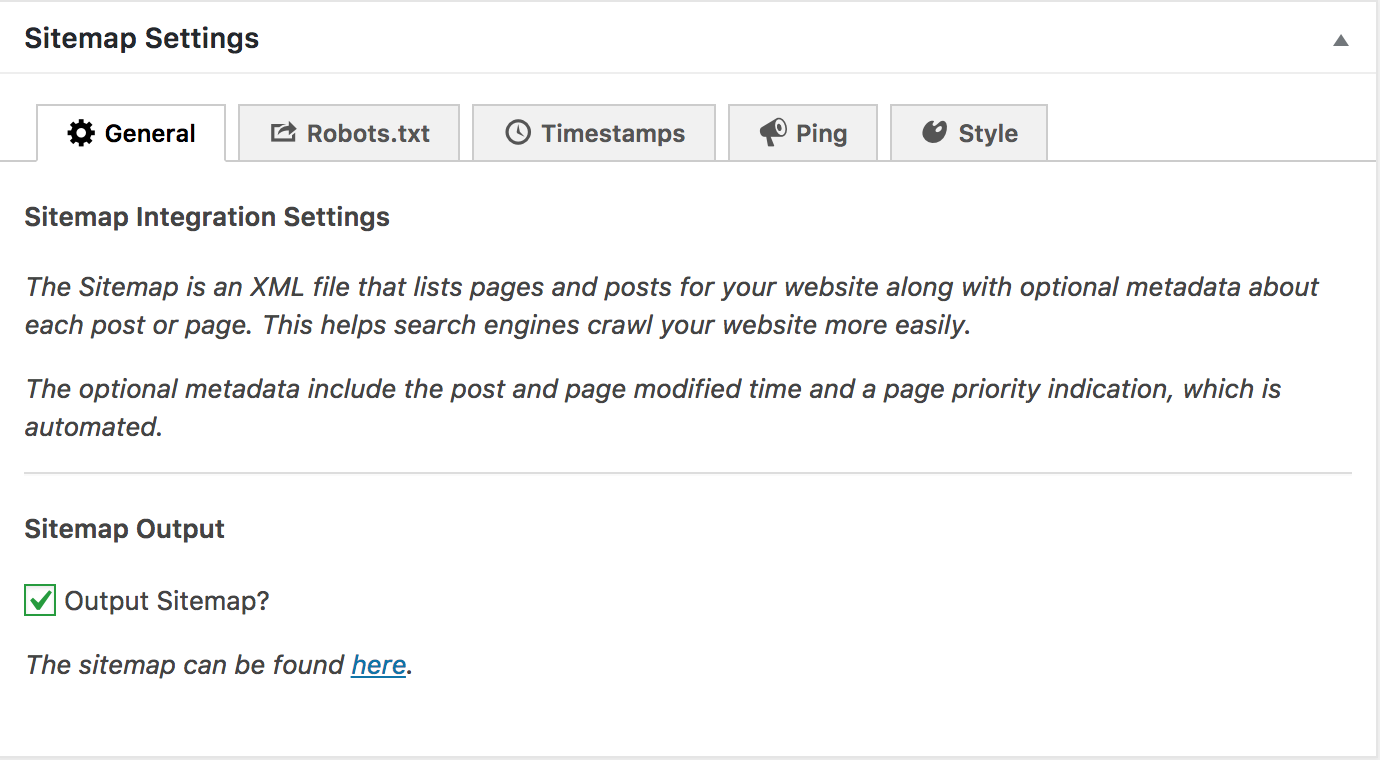 Sitemap Settings
General
Robots.txt
Timestamps
Ping
Style
Sitemap Integration Settings
The Sitemap is an XML file that lists pages and posts for your website along with optional metadata about
each post or page. This helps search engines crawl your website more easily.
The optional metadata include the post and page modified time and a page priority indication, which is
automated.
Sitemap Output
Output Sitemap?
The sitemap can be found here.